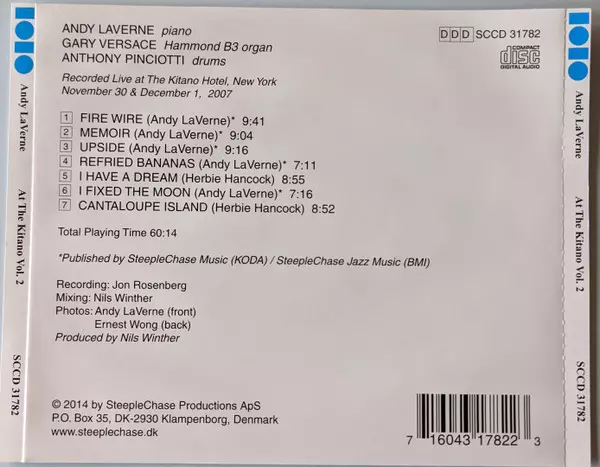 ANDY LAVERNE piano
GARY VERSACE Hammond B3 organ
ANTHONY PINCIOTTI drums
DDD SCCD 31782
COMPACT
disc
DIGITAL AUDIO
Recorded Live at The Kitano Hotel, New York
November 30 & December 1, 2007
1 FIRE WIRE (Andy LaVerne)* 9:41
2 MEMOIR (Andy LaVerne)* 9:04
3 UPSIDE (Andy LaVerne)* 9:16
4 REFRIED BANANAS (Andy LaVerne)* 7:11
5 I HAVE A DREAM (Herbie Hancock) 8:55
6 I FIXED THE MOON (Andy LaVerne)* 7:16
7 CANTALOUPE ISLAND (Herbie Hancock) 8:52
Total Playing Time 60:14
*Published by SteepleChase Music (KODA) / SteepleChase Jazz Music (BMI)
Recording: Jon Rosenberg
Mixing: Nils Winther
Photos: Andy LaVerne (front)
Ernest Wong (back)
Produced by Nils Winther
© 2014 by SteepleChase Productions ApS
P.O. Box 35, DK-2930 Klampenborg, Denmark
www.steeplechase.dk
7 16043 17822 3
Andy LaVerne At The Kitano Vol. 2 SCCD 31782
Andy LaVerne At The Kitano Vol. 2 SCCD 31782